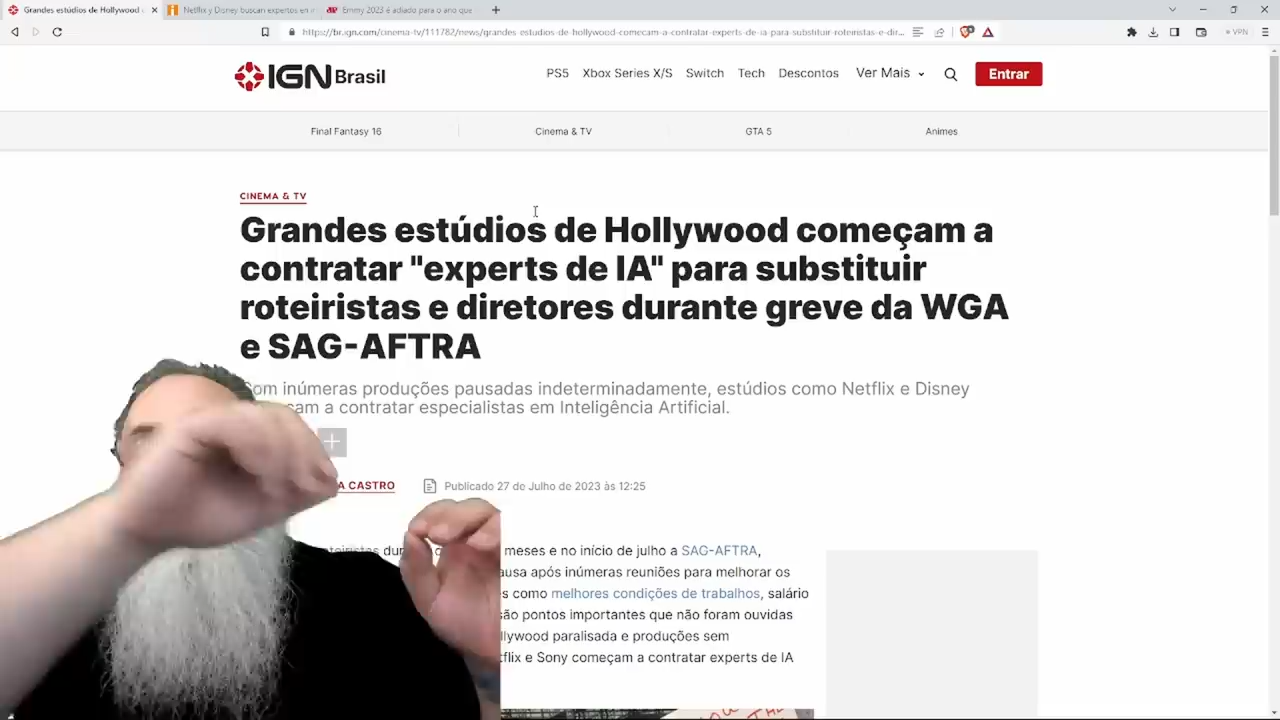 Grandes estúdios de Hollywood
Netflix y Disney buscan expertos en i
Emmy 2023 é adiado para o ano que
https://br.ign.com/cinema-tv/111782/news/grandes-estudios-de-hollywood-comecam-a-contratar-experts-de-ia-para-substituir-roteiristas-e-dir...
VPN
IGN Brasil
PS5 Xbox Series X/S Switch Tech Descontos Ver Mais Entrar
Final Fantasy 16 Cinema & TV GTA 5 Animes
CINEMA & TV
Grandes estúdios de Hollywood começam a
contratar "experts de IA" para substituir
roteiristas e diretores durante greve da WGA
e SAG-AFTRA
om inúmeras produções pausadas indeterminadamente, estúdios como Netflix e Disney
sam a contratar especialistas em Inteligência Artificial.
A CASTRO Publicado 27 de Julho de 2023 às 12:25
meses e no início de julho a SAG-AFTRA,
ausa após inúmeras reuniões para melhorar os
s como melhores condições de trabalhos, salário
são pontos importantes que não foram ouvidas
llywood paralisada e produções sem
tflix e Sony começam a contratar experts de IA